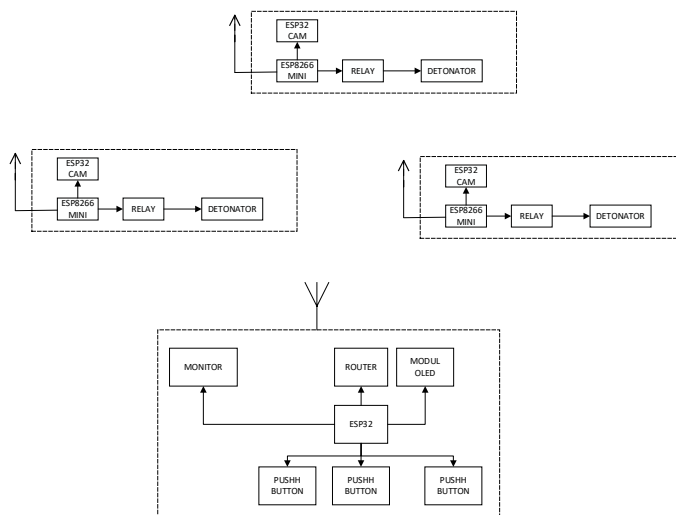 ESP32
CAM
ESP8266
MINI
RELAY
DETONATOR
ESP32
CAM
ESP8266
MINI
RELAY
DETONATOR
ESP32
CAM
ESP8266
MINI
RELAY
DETONATOR
MONITOR
ROUTER
MODUL
OLED
ESP32
PUSHH
BUTTON
PUSHH
BUTTON
PUSHH
BUTTON